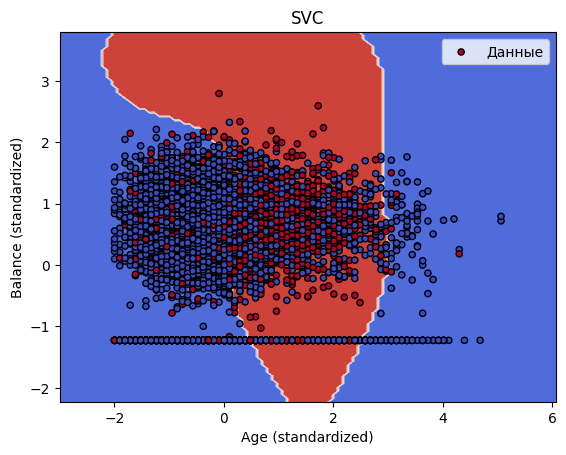 SVC
Данные
3
2
1
0
−1
−2
Balance (standardized)
−2
0
2
4
6
Age (standardized)